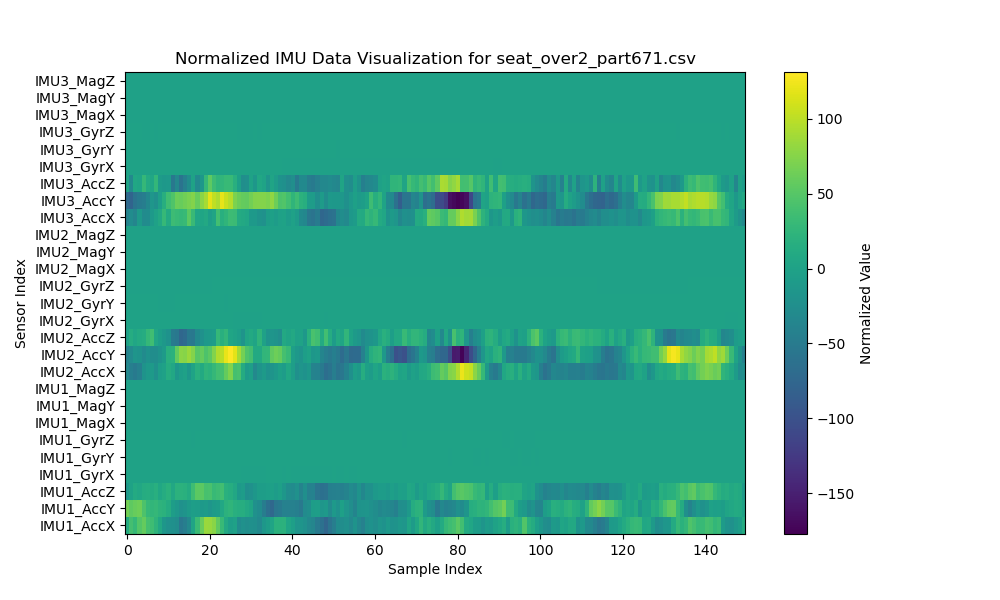 Normalized IMU Data Visualization for seat_over2_part671.csv
IMU3_MagZ
IMU3_MagY
IMU3_MagX
IMU3_GyrZ
IMU3_GyrY
IMU3_GyrX
IMU3_AccZ
IMU3_AccY
IMU3_AccX
IMU2_MagZ
IMU2_MagY
IMU2_MagX
IMU2_GyrZ
IMU2_GyrY
IMU2_GyrX
IMU2_AccZ
IMU2_AccY
IMU2_AccX
IMU1_MagZ
IMU1_MagY
IMU1_MagX
IMU1_GyrZ
IMU1_GyrY
IMU1_GyrX
IMU1_AccZ
IMU1_AccY
IMU1_AccX
Sensor Index
0 20 40 60 80 100 120 140
Sample Index
100
50
0
−50
−100
−150
Normalized Value